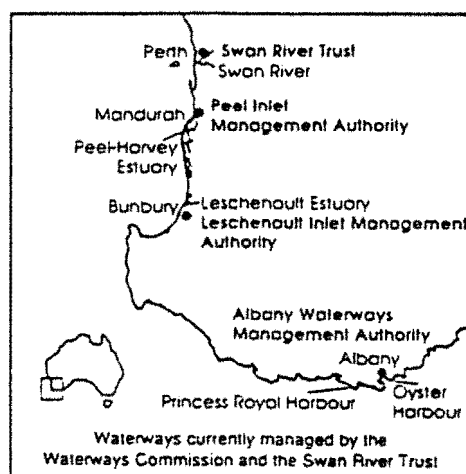 Perth
Swan River Trust
Swan River
Mandurah
Peel Inlet
Management Authority
Peel-Harvey
Estuary
Bunbury
Leschenault Estuary
Leschenault Inlet Management
Authority
Albany Waterways
Management Authority
Albany
Princess Royal Harbour
Oyster
Harbour
Waterways currently managed by the
Waterways Commission and the Swan River Trust